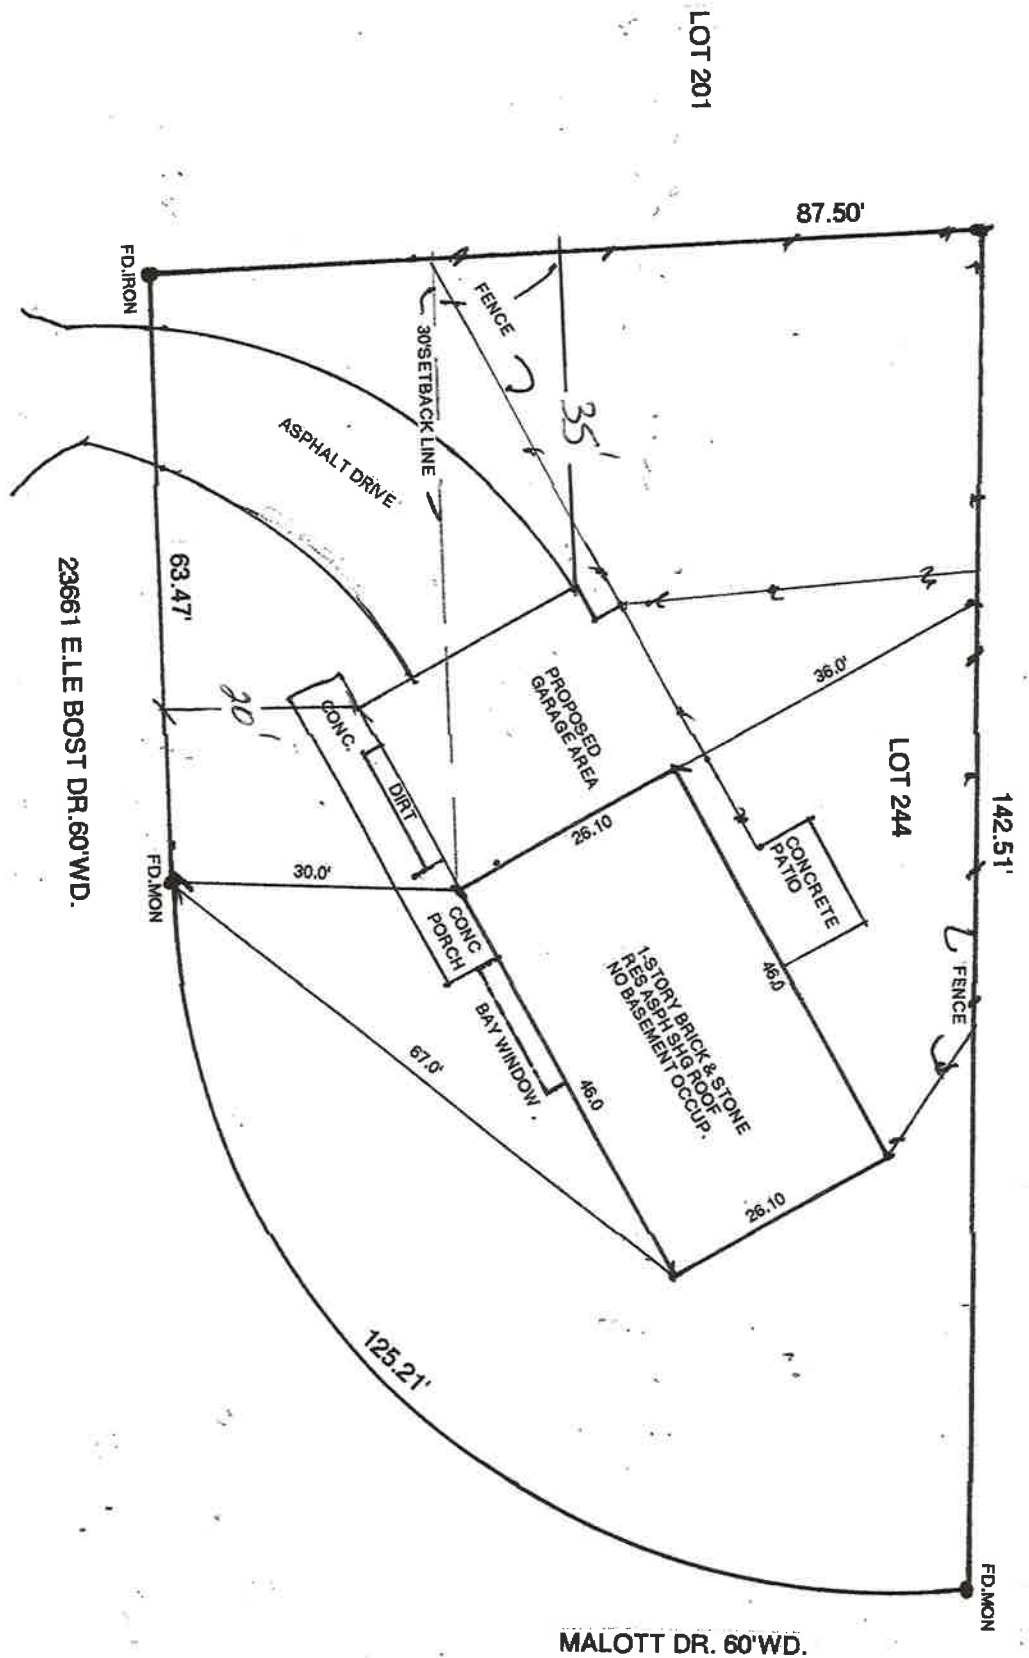 LOT 201
87.50'
FD.IRON
FENCE
30'SETBACK LINE
35'
ASPHALT DRIVE
63.47'
23661 E.LE BOST DR.60'WD.
20'
PROPOSED
GARAGE AREA
36.0'
LOT 244
142.51'
CONC.
DIRT
26.10
CONCRETE
PATIO
FD.MON
30.0'
CONC
PORCH
46.0
FENCE
1-STORY BRICK & STONE
RES ASPH SHG ROOF
NO BASEMENT OCCUP.
BAY WINDOW
46.0
67.0'
26.10
125.21'
FD.MON
MALOTT DR. 60'WD.